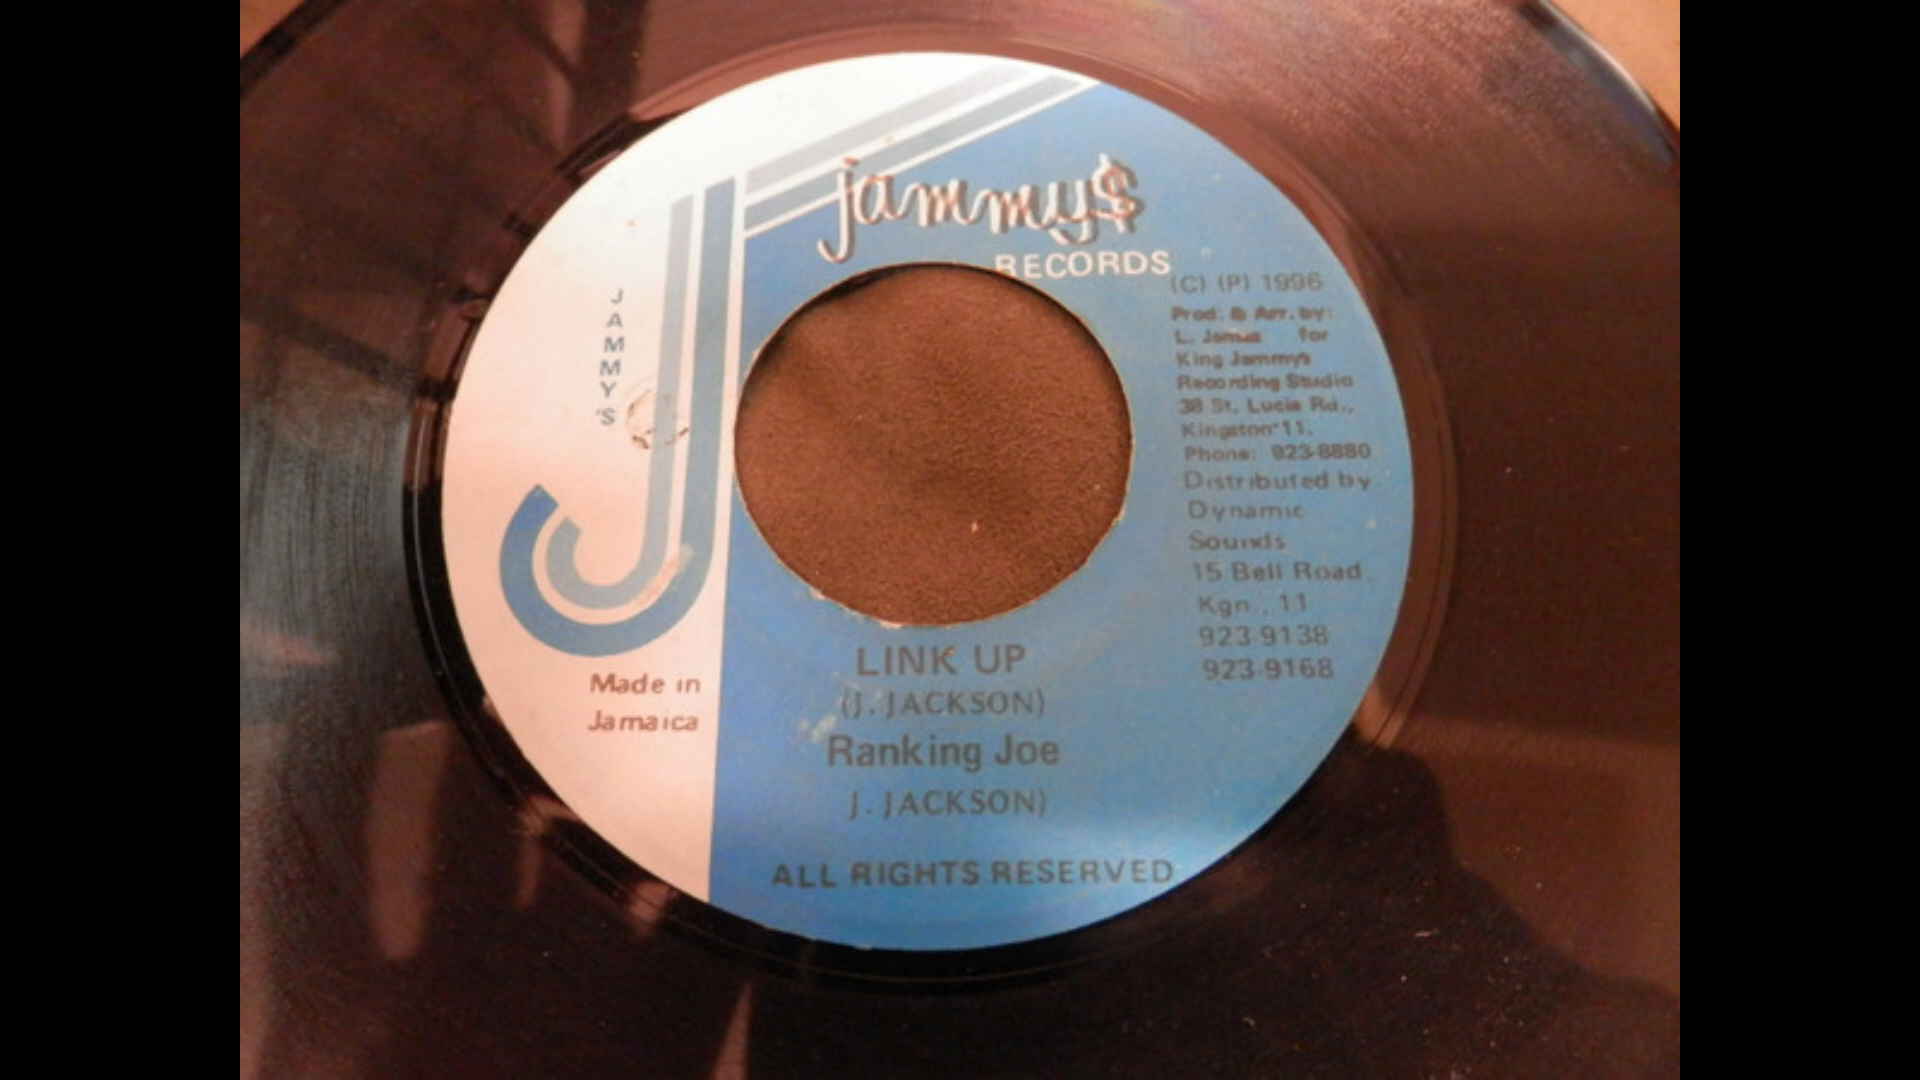 jammy$
RECORDS
JAMMY'S
(C) (P) 1996
Prod. & Arr. by:
L. James for
King Jammys
Recording Studio
38 St. Lucia Rd.,
Kingston 11.
Phone: 923-8880
Distributed by
Dynamic
Sounds
15 Bell Road
Kgn., 11
923-9138
923-9168
Made in
Jamaica
LINK UP
(J. JACKSON)
Ranking Joe
J. JACKSON)
ALL RIGHTS RESERVED